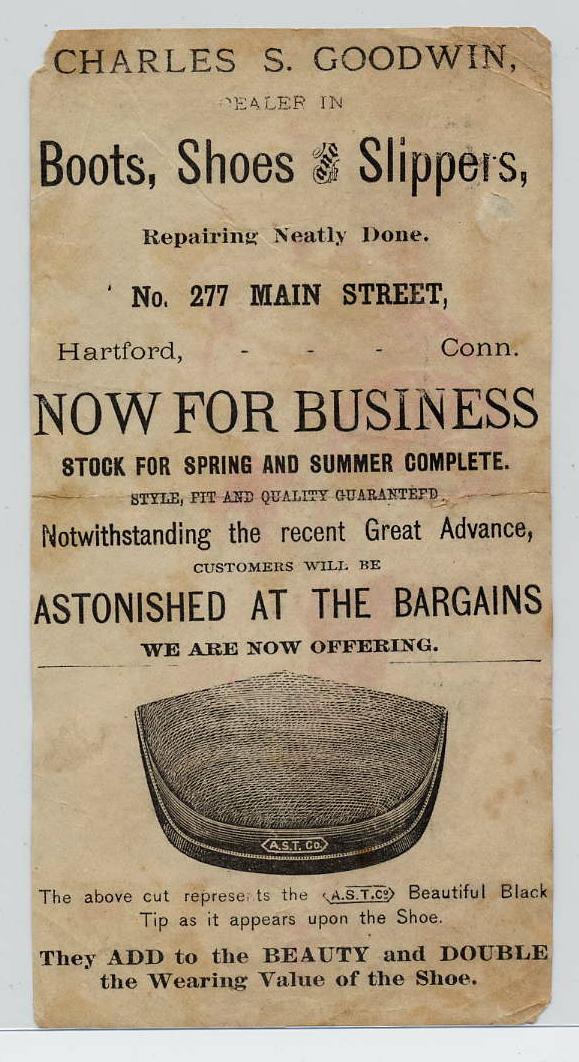 CHARLES S. GOODWIN,
DEALER IN
Boots, Shoes and Slippers,
Repairing Neatly Done.
No. 277 MAIN STREET,
Hartford, - - - Conn.
NOW FOR BUSINESS
STOCK FOR SPRING AND SUMMER COMPLETE.
STYLE, FIT AND QUALITY GUARANTEED.
Notwithstanding the recent Great Advance,
CUSTOMERS WILL BE
ASTONISHED AT THE BARGAINS
WE ARE NOW OFFERING.
A.S.T. Co.
The above cut represents the A.S.T.Co Beautiful Black
Tip as it appears upon the Shoe.
They ADD to the BEAUTY and DOUBLE
the Wearing Value of the Shoe.